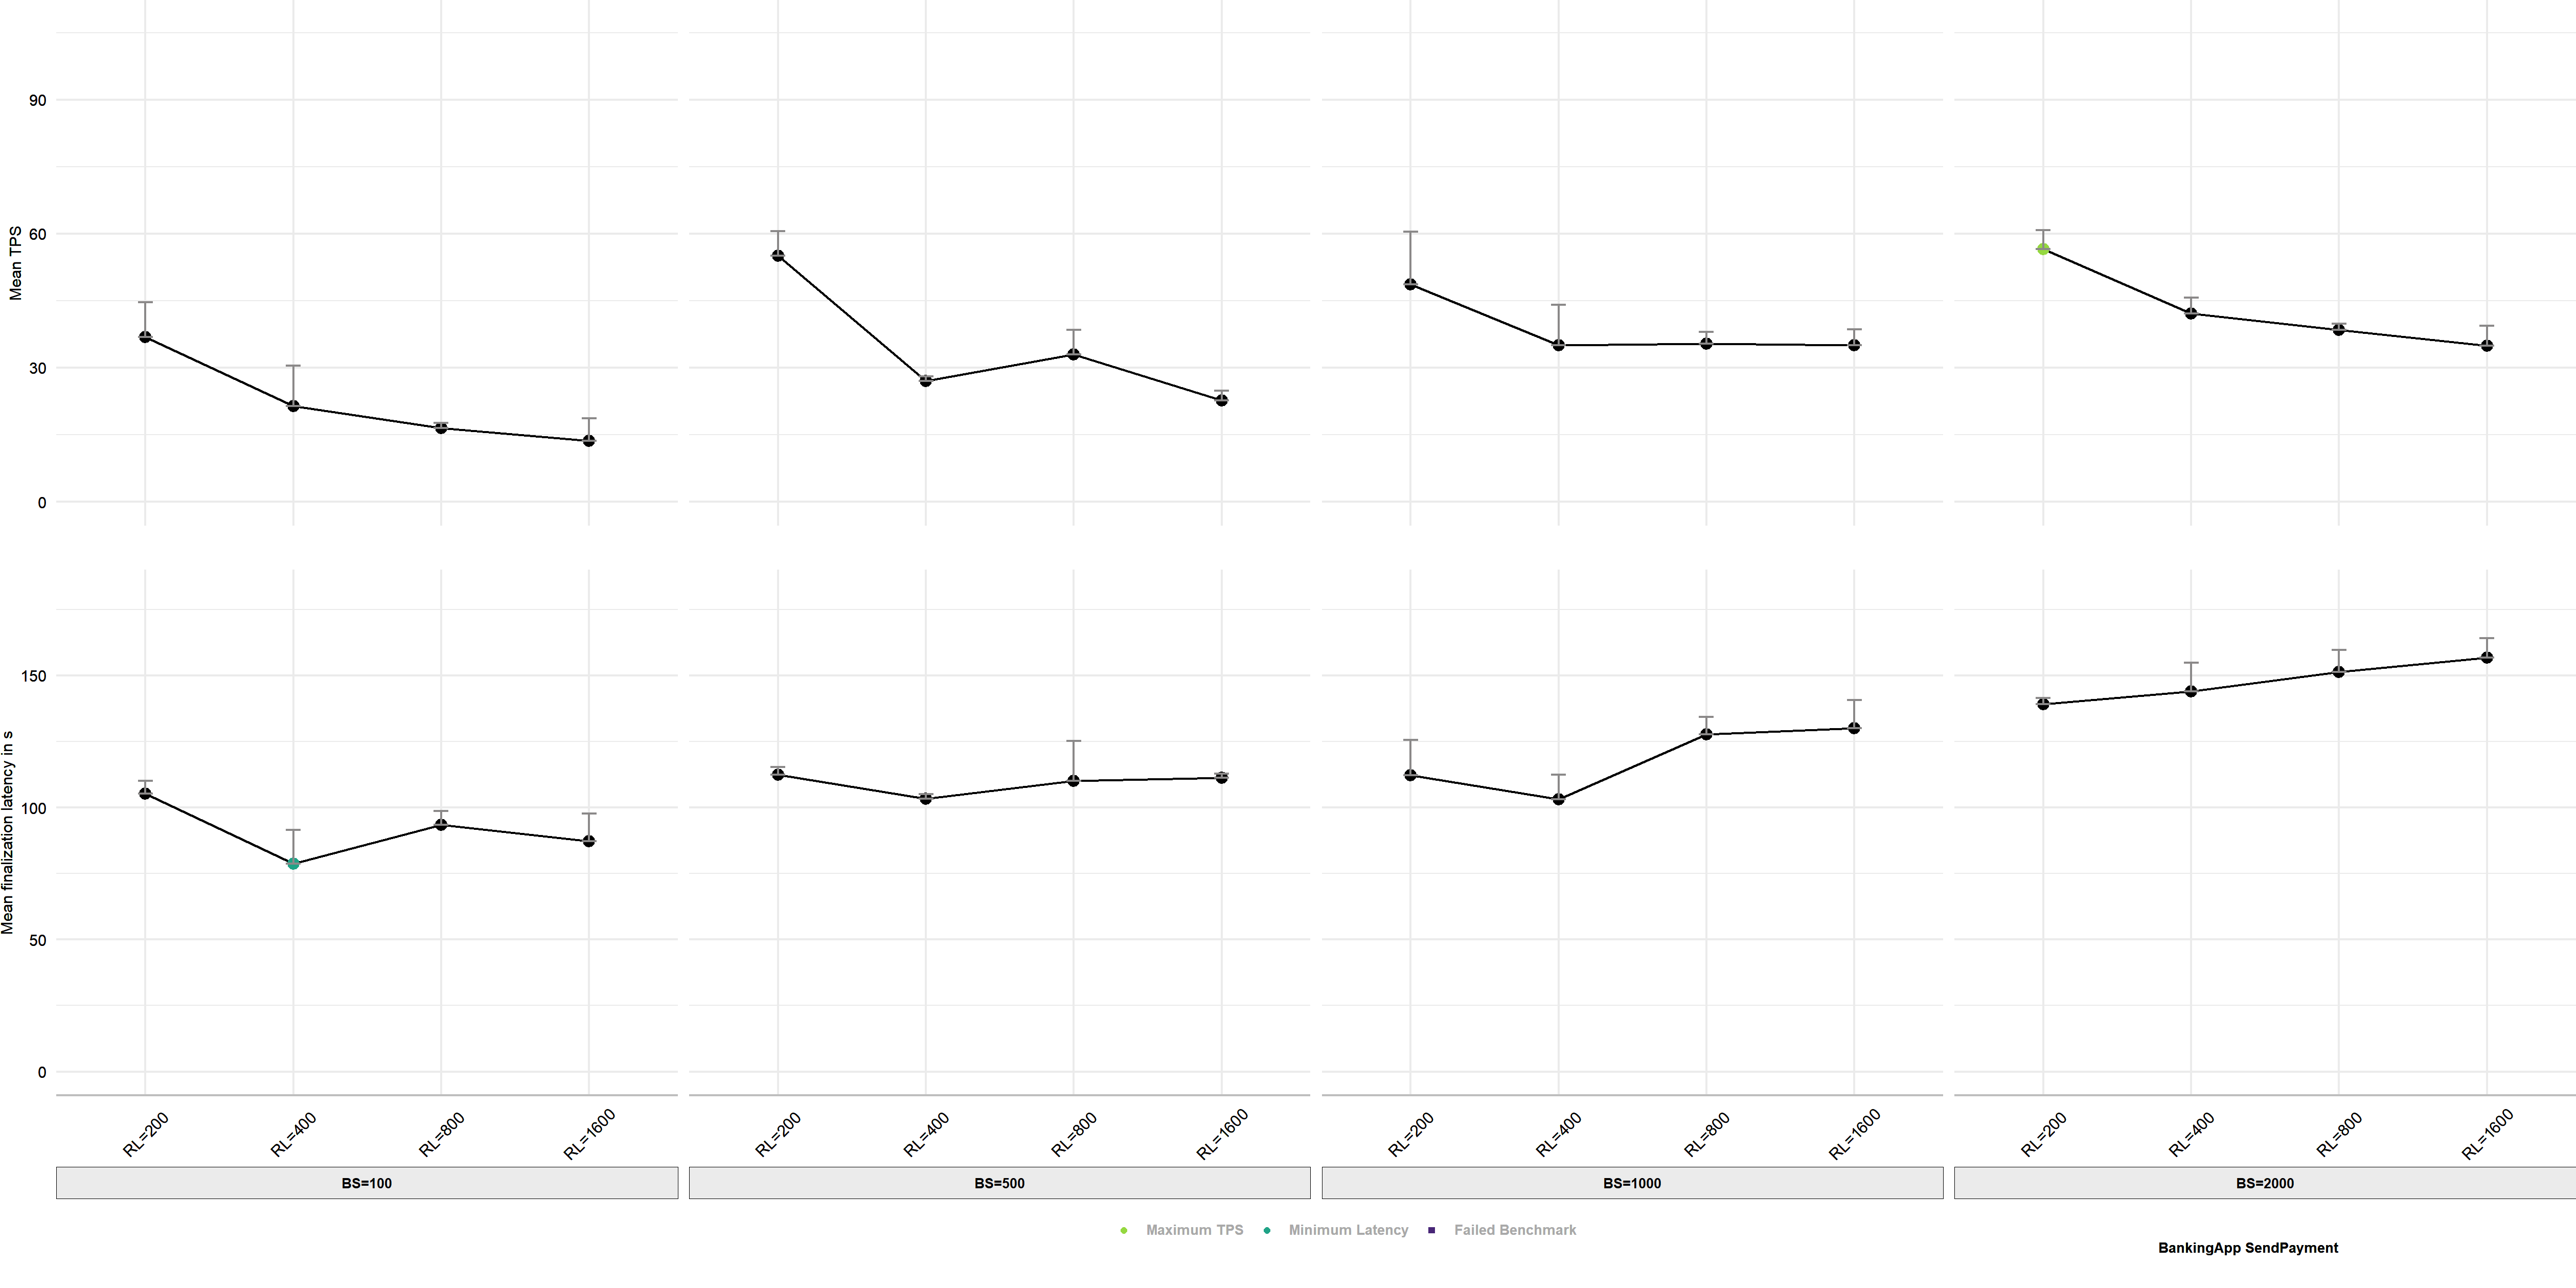 Mean TPS
90
60
30
0
Mean finalization latency in s
150
100
50
0
RL=200 RL=400 RL=800 RL=1600 RL=200 RL=400 RL=800 RL=1600 RL=200 RL=400 RL=800 RL=1600 RL=200 RL=400 RL=800 RL=1600
BS=100 BS=500 BS=1000 BS=2000
Maximum TPS Minimum Latency Failed Benchmark
BankingApp SendPayment